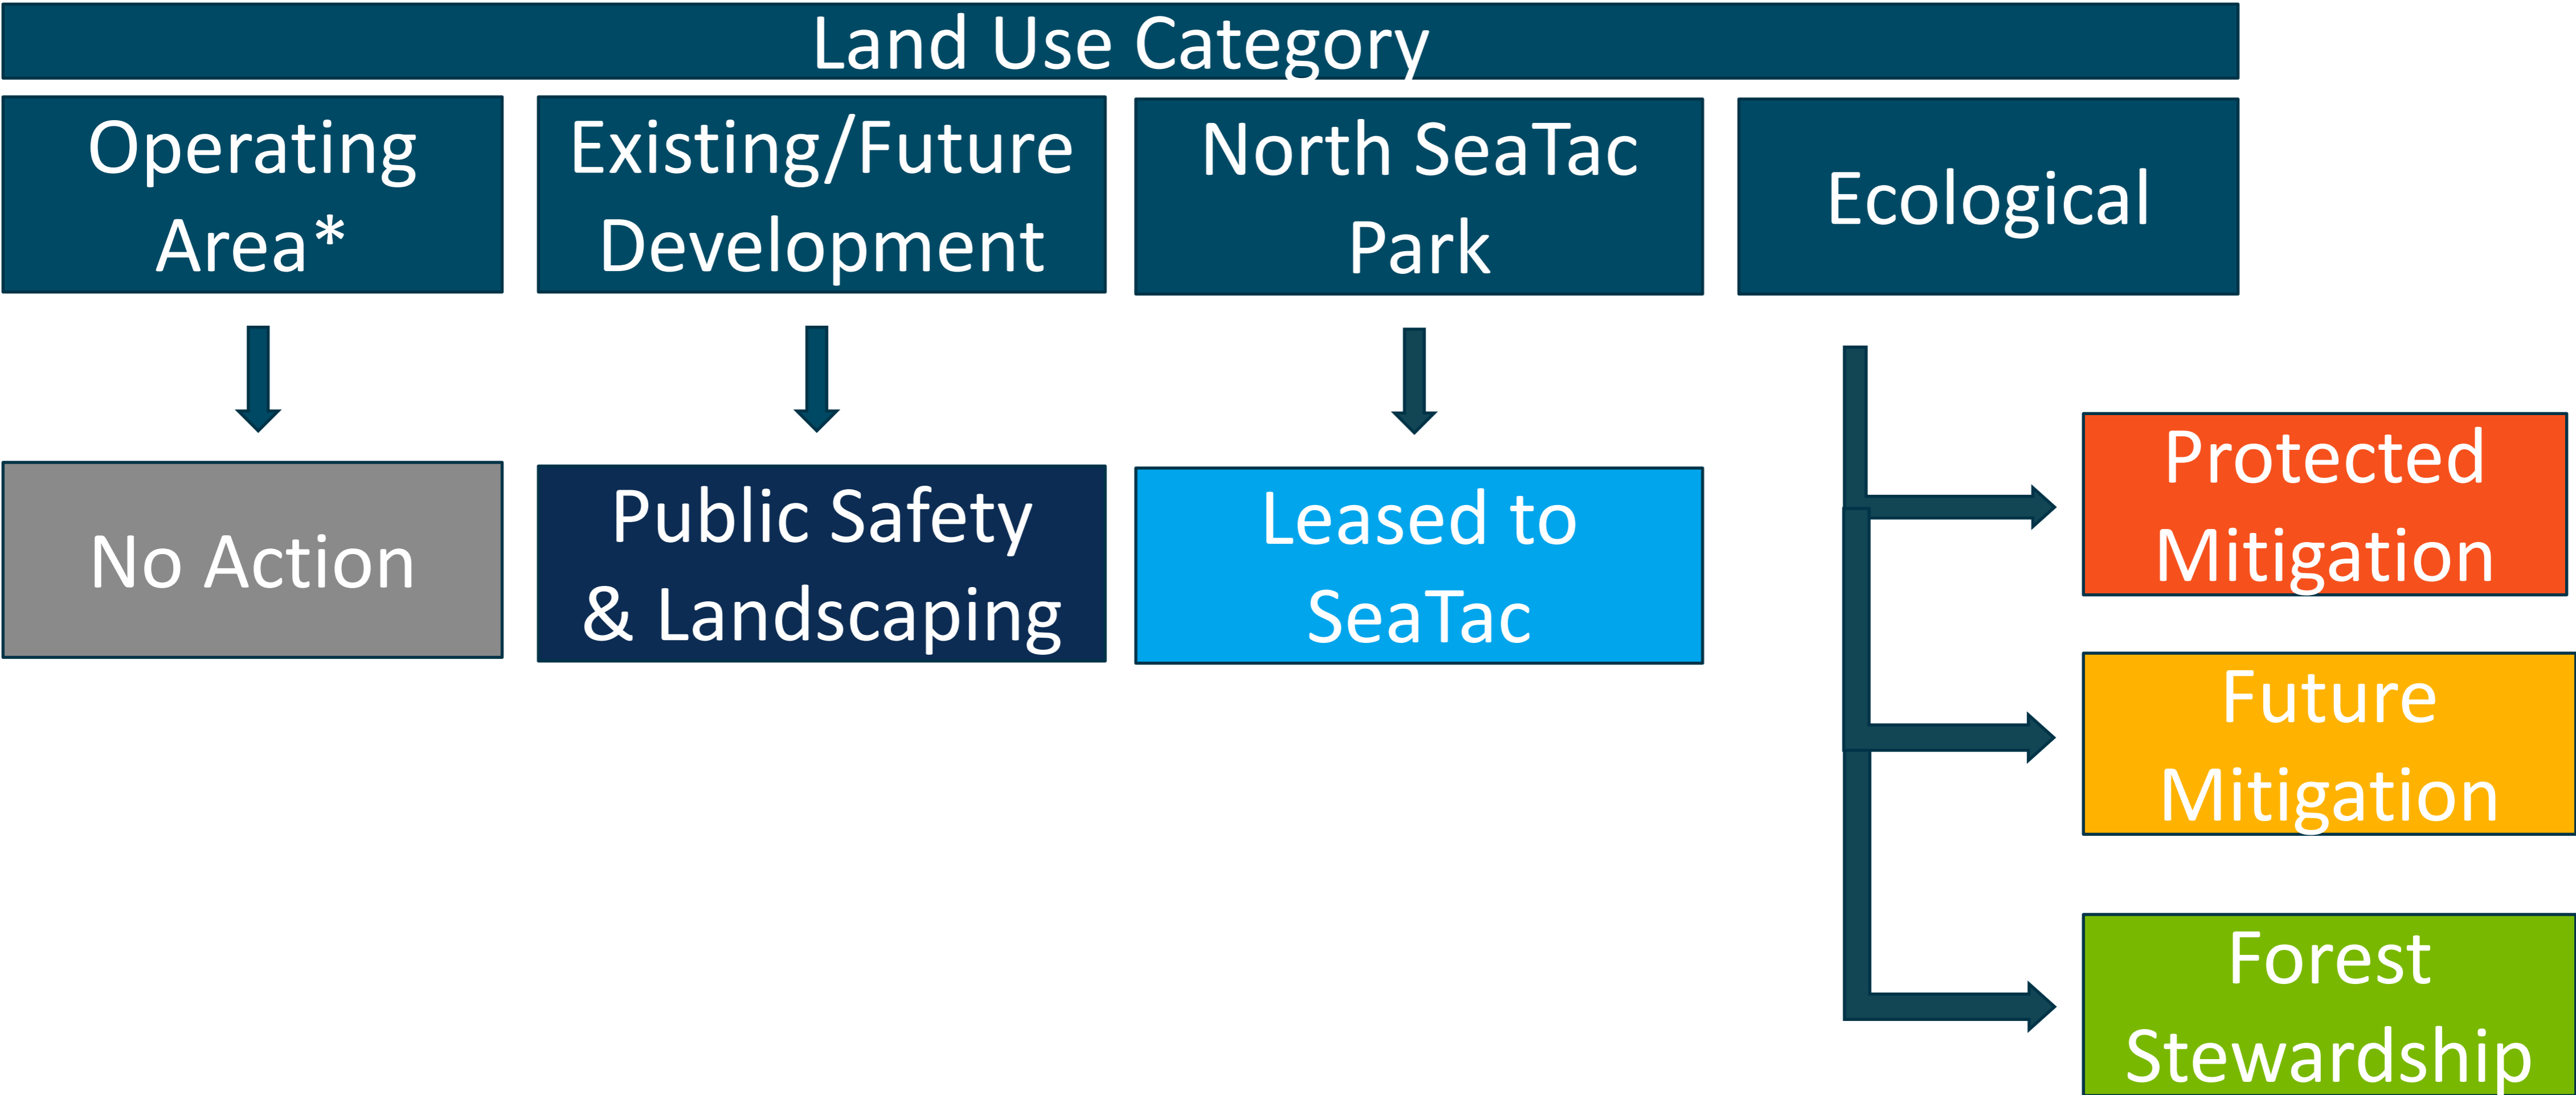 Land Use Category
Operating
Area*
Existing/Future
Development
North SeaTac
Park
Ecological
No Action
Public Safety
& Landscaping
Leased to
SeaTac
Protected
Mitigation
Future
Mitigation
Forest
Stewardship